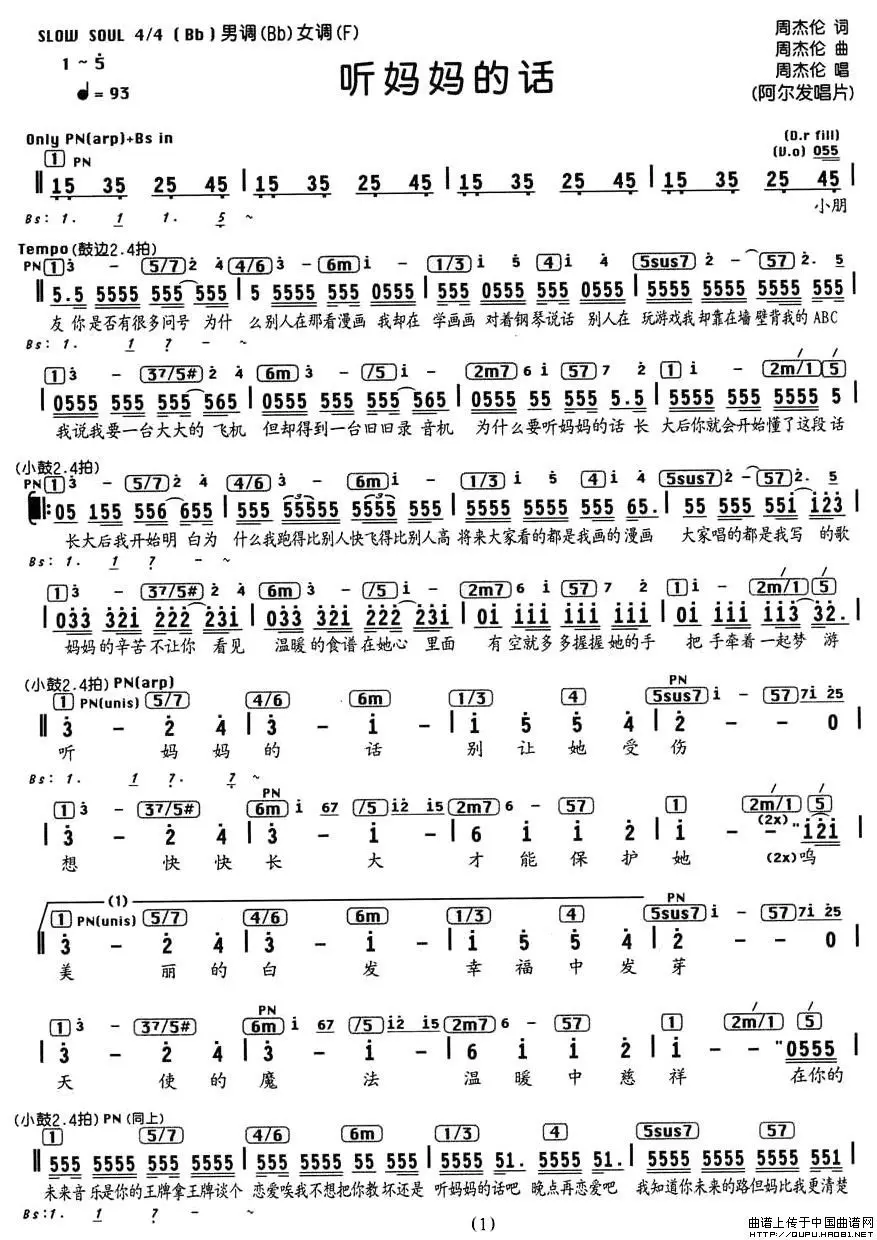 SLOW SOUL 4/4 (Bb)男调(Bb)女调(F)
1 ~ 5
♩= 93
听妈妈的话
周杰伦 词
周杰伦 曲
周杰伦 唱
(阿尔发唱片)
Only PN(arp)+Bs in
(D.r fill)
1 PN
(V.o) 055
15 35 25 45 | 15 35 25 45 | 15 35 25 45 | 15 35 25 45
小朋
Bs: 1. 1 1. 5 ~
Tempo(鼓边2.4拍)
PN 1 3 - 5/7 2 4 4/6 3 - 6m i - 1/3 i 5 4 i 4 5sus7 2 - 57 2. 5
5.5 5555 555 555 | 5 5555 555 0555 | 555 555 5555 0555 | 5555 5555 555 555
友 你是否有很多问号 为什 么别人在那看漫画 我却在 学画画 对着钢琴说话 别人在 玩游戏我却靠在墙 壁背我的 ABC
Bs: 1. 1 ? - ~
1 3 - 37/5# 2 4 6m 3 - /5 i - 2m7 6 i 57 7 2 1 i - 2m/1 5
0555 555 555 565 | 0555 555 555 565 | 0555 55 555 5.5 | 5555 5555 5555 5
我说我要一台大大的 飞机 但却得到一台旧旧录 音机 为什么要听妈妈的话 长 大后你就会开始懂了这段话
(小鼓2.4拍)
PN 1 3 - 5/7 2 4 4/6 3 - 6m i - 1/3 i 5 4 i 4 5sus7 2 - 57 2. 5
05 155 556 655 | 555 55555 5555 555 | 555 5555 555 65. | 55 555 55i i23
长大后我开始明 白为 什么我跑得比别人快飞得比别人高 将来大家看的都是我画的漫画 大家唱的都是我写 的歌
Bs: 1. 1 ? - ~
1 3 - 37/5# 2 4 6m 3 - /5 i - 2m7 6 i 57 7 2 1 i - 2m/1 5
033 32i 222 23i | 033 32i 222 23i | 0i iii iii iii | 0i iii ii3 32.
妈妈的辛苦不让你 看见 温暖的食谱在她心 里面 有空就多多握握她的手 把手牵着一起梦 游
(小鼓2.4拍) PN(arp)
PN
1 PN(unis) 5/7 4/6 6m 1/3 4 5sus7 i - 57 7i 25
3 - 2 4 | 3 - i - | i 5 5 4 | 2 - - 0
听 妈 妈 的 话 别 让 她 受 伤
Bs: 1. 1 ?. ? ~
PN
1 3 - 37/5# 6m i 67 /5 i2 i5 2m7 6 - 57 1 2m/1 5
(2x)
3 - 2 4 | 3 - i - | 6 i i 2 | i - - "i2i
想 快 快 长 大 才 能 保 护 她 (2x)呜
(1)
PN
1 PN(unis) 5/7 4/6 6m 1/3 4 5sus7 i - 57 7i 25
3 - 2 4 | 3 - i - | i 5 5 4 | 2 - - 0
美 丽 的 白 发 幸 福 中 发 芽
PN
1 3 - 37/5# 6m i 67 /5 i2 i5 2m7 6 - 57 1 2m/1 5
3 - 2 4 | 3 - i - | 6 i i 2 | i - - "0555
天 使 的 魔 法 温 暖 中 慈 祥 在你的
(小鼓2.4拍) PN (同上)
1 5/7 4/6 6m 1/3 4 5sus7 57
555 5555 5555 555 | 555 5555 555 555 | 5555 51. 5555 51. | 5555 5555 5555 551
未来音乐是你的王牌拿王牌谈个 恋爱唉我不想把你教坏还是 听妈妈的话吧 晚点再恋爱吧 我知道你未来的路但妈比我更清楚
Bs: 1. 1 ? - ~
(1)
曲谱上传于中国曲谱网
HTTP://QUPU.HAO81.NET